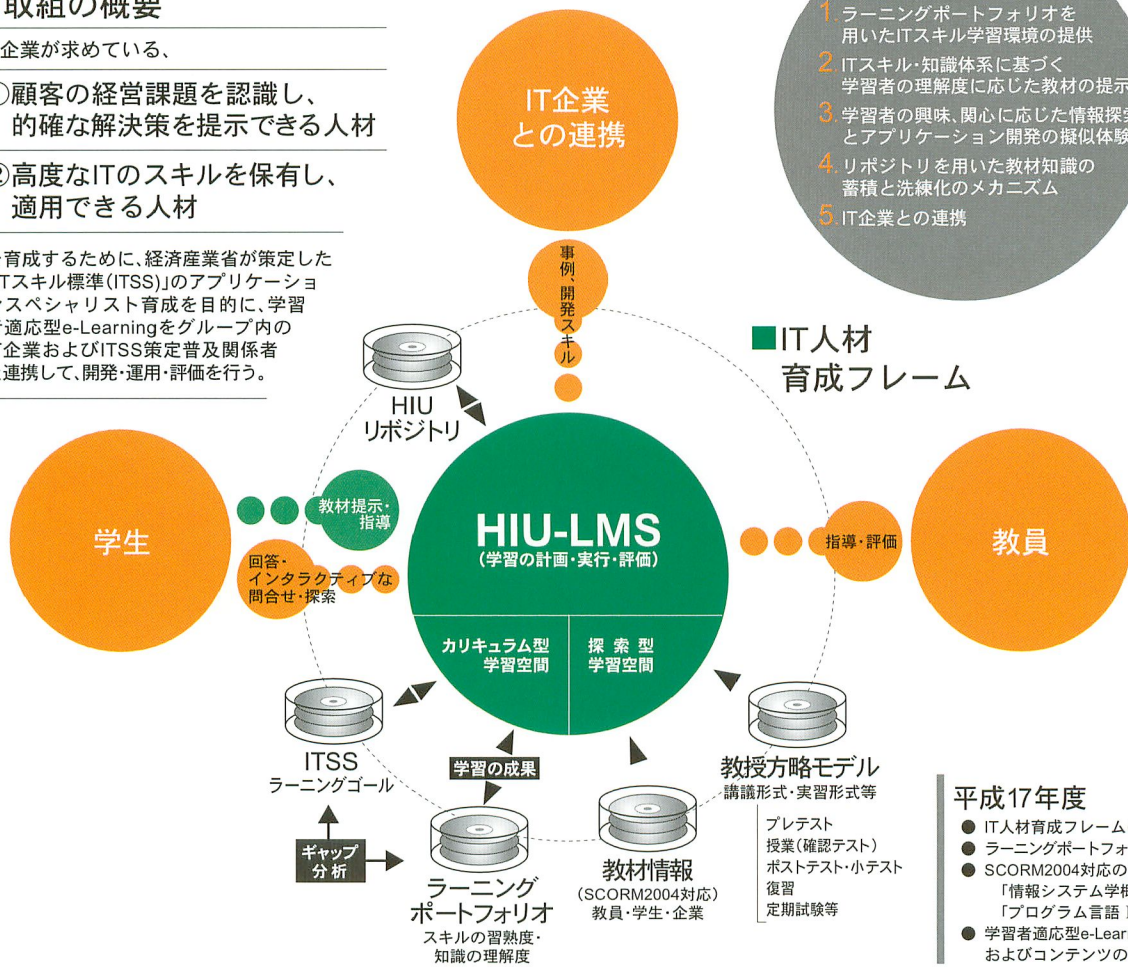 取組の概要
企業が求めている、
①顧客の経営課題を認識し、
的確な解決策を提示できる人材
②高度なITのスキルを保有し、
適用できる人材
育成するために、経済産業省が策定した
ITスキル標準(ITSS)」のアプリケーショ
スペシャリスト育成を目的に、学習
適応型e-Learningをグループ内の
企業およびITSS策定普及関係者
連携して、開発・運用・評価を行う。
IT企業
との連携
1. ラーニングポートフォリオを
用いたITスキル学習環境の提供
2. ITスキル・知識体系に基づく
学習者の理解度に応じた教材の提示
3. 学習者の興味、関心に応じた情報探索
とアプリケーション開発の擬似体験
4. リポジトリを用いた教材知識の
蓄積と洗練化のメカニズム
5. IT企業との連携
事例、開発スキル
■IT人材
育成フレーム
HIU
リポジトリ
学生
教材提示・
指導
回答・
インタラクティブな
問合せ・探索
HIU-LMS
(学習の計画・実行・評価)
カリキュラム型
学習空間
探索型
学習空間
指導・評価
教員
ITSS
ラーニングゴール
学習の成果
ギャップ
分析
ラーニング
ポートフォリオ
スキルの習熟度・
知識の理解度
教材情報
(SCORM2004対応)
教員・学生・企業
教授方略モデル
講義形式・実習形式等
プレテスト
授業(確認テスト)
ポストテスト・小テスト
復習
定期試験等
平成17年度
● IT人材育成フレーム
● ラーニングポートフォ
● SCORM2004対応の
「情報システム学概
「プログラム言語
● 学習者適応型e-Learn
およびコンテンツの